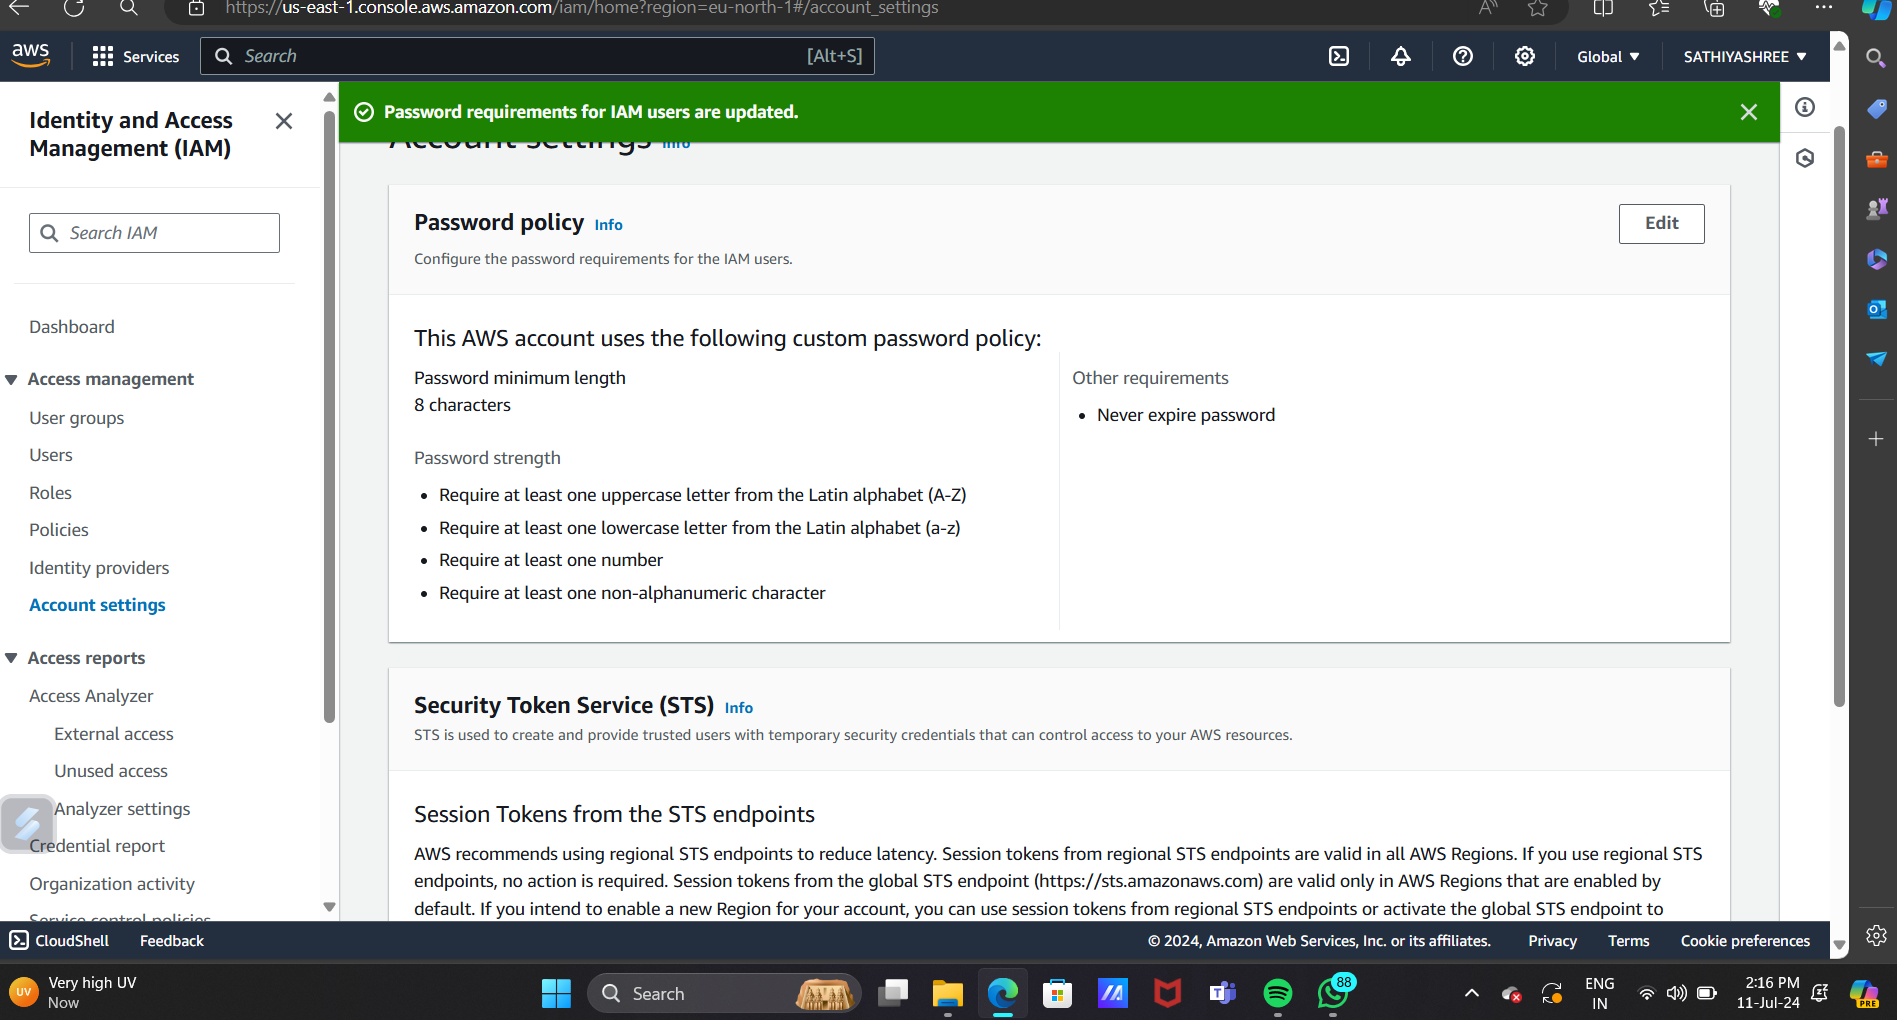 https://us-east-1.console.aws.amazon.com/iam/home?region=eu-north-1#/account_settings
aws
Services
Search
[Alt+S]
Global
SATHIYASHREE
Identity and Access
Management (IAM)
Search IAM
Dashboard
Access management
User groups
Users
Roles
Policies
Identity providers
Account settings
Access reports
Access Analyzer
External access
Unused access
Analyzer settings
Credential report
Organization activity
Service control policies
Password requirements for IAM users are updated.
Account settings Info
Password policy Info
Edit
Configure the password requirements for the IAM users.
This AWS account uses the following custom password policy:
Password minimum length
8 characters
Password strength
Require at least one uppercase letter from the Latin alphabet (A-Z)
Require at least one lowercase letter from the Latin alphabet (a-z)
Require at least one number
Require at least one non-alphanumeric character
Other requirements
Never expire password
Security Token Service (STS) Info
STS is used to create and provide trusted users with temporary security credentials that can control access to your AWS resources.
Session Tokens from the STS endpoints
AWS recommends using regional STS endpoints to reduce latency. Session tokens from regional STS endpoints are valid in all AWS Regions. If you use regional STS
endpoints, no action is required. Session tokens from the global STS endpoint (https://sts.amazonaws.com) are valid only in AWS Regions that are enabled by
default. If you intend to enable a new Region for your account, you can use session tokens from regional STS endpoints or activate the global STS endpoint to
CloudShell
Feedback
© 2024, Amazon Web Services, Inc. or its affiliates.
Privacy
Terms
Cookie preferences
UV
Very high UV
Now
Search
88
ENG
IN
2:16 PM
11-Jul-24
PRE